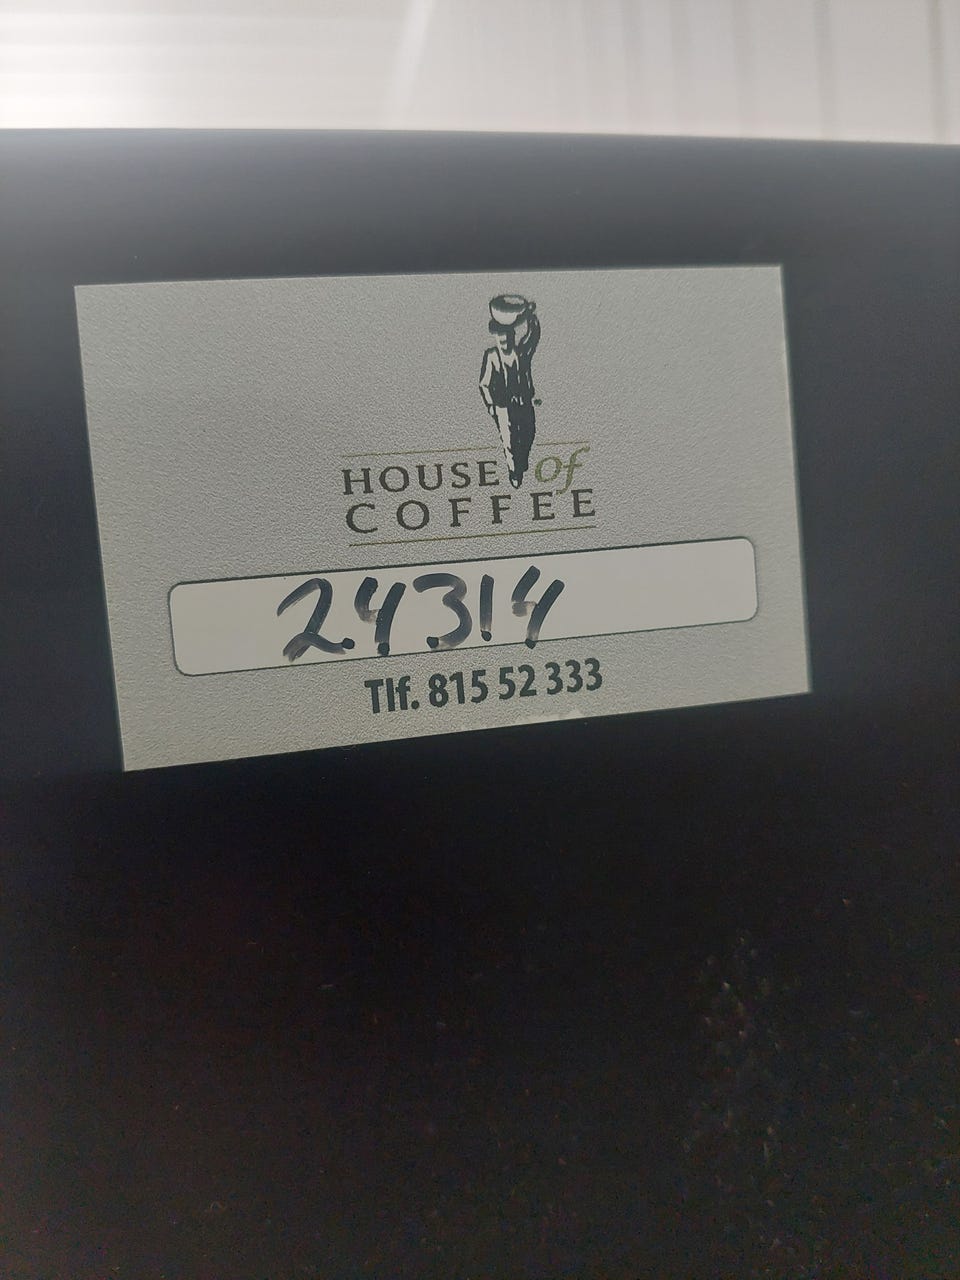 HOUSE of
COFFEE
24314
Tlf. 815 52 333